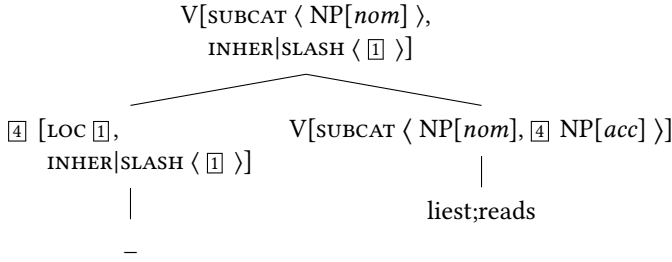 V[SUBCAT ⟨ NP[nom] ⟩,
INHER|SLASH ⟨ 1 ⟩]
4 [LOC 1,
INHER|SLASH ⟨ 1 ⟩]
V[SUBCAT ⟨ NP[nom], 4 NP[acc] ⟩]
–
liest;reads